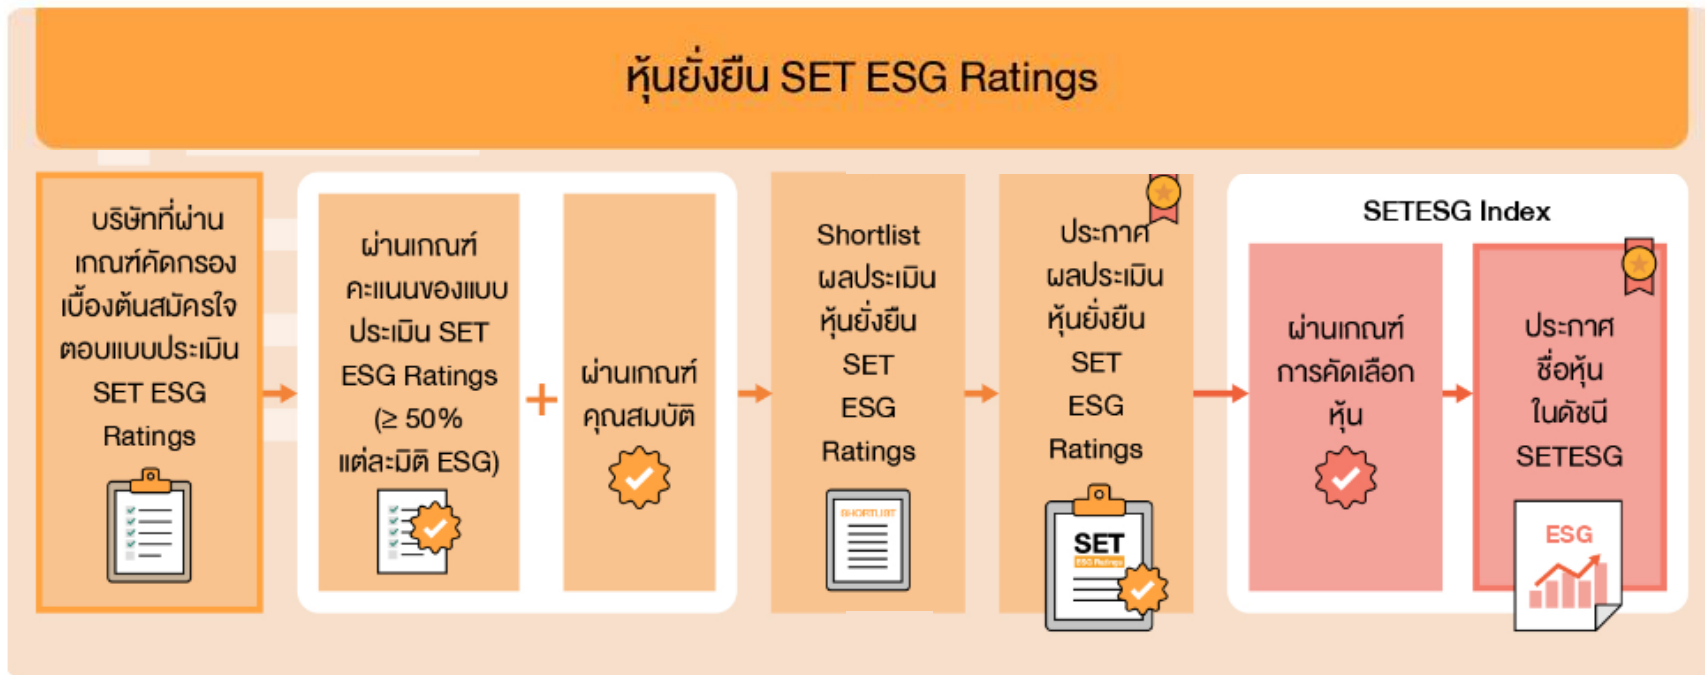 หุ้นยั่งยืน SET ESG Ratings
บริษัทที่ผ่าน
เกณฑ์คัดกรอง
เบื้องต้นสมัครใจ
ตอบแบบประเมิน
SET ESG
Ratings
ผ่านเกณฑ์
คะแนนของแบบ
ประเมิน SET
ESG Ratings
(≥ 50%
แต่ละมิติ ESG)
+
ผ่านเกณฑ์
คุณสมบัติ
Shortlist
ผลประเมิน
หุ้นยั่งยืน
SET
ESG
Ratings
SHORTLIST
ประกาศ
ผลประเมิน
หุ้นยั่งยืน
SET
ESG
Ratings
SET
ESG Ratings
SETESG Index
ผ่านเกณฑ์
การคัดเลือก
หุ้น
ประกาศ
ชื่อหุ้น
ในดัชนี
SETESG
ESG